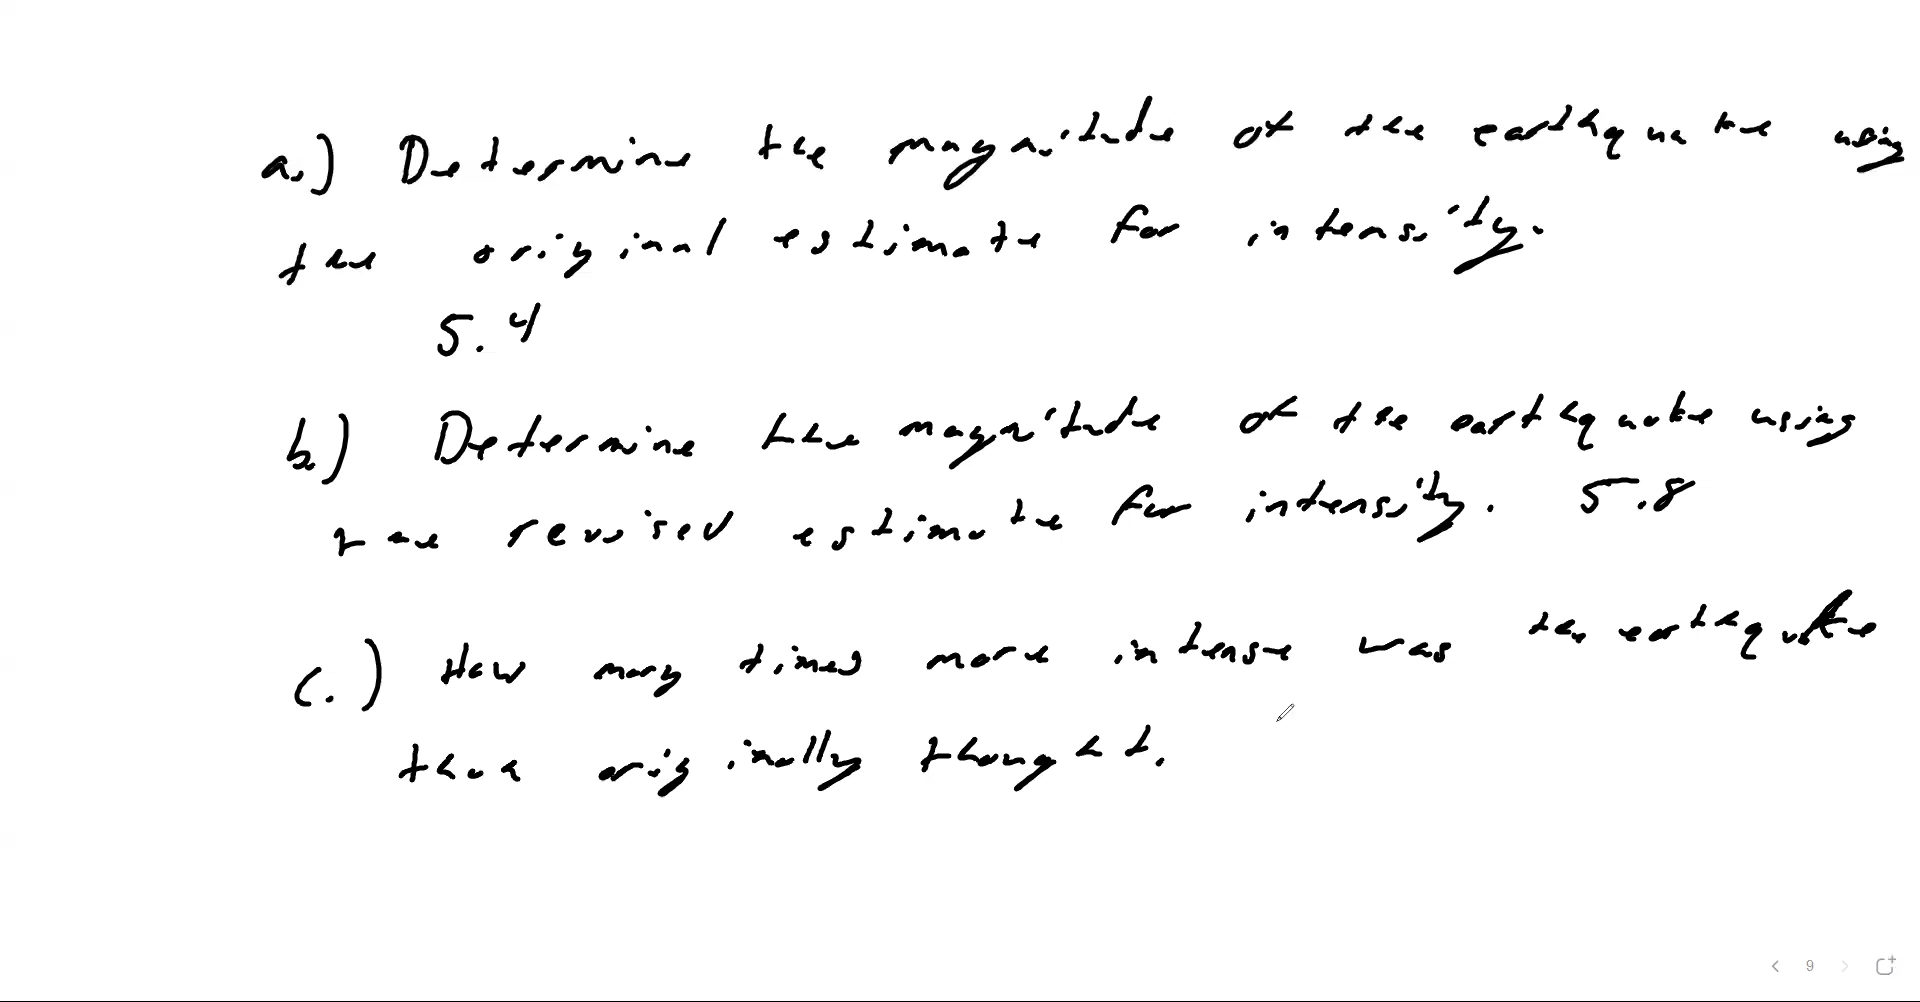 a.) Determine the magnitude of the earthquake using
the original estimate for intensity.
5.4
b.) Determine the magnitude of the earthquake using
the revised estimate for intensity. 5.8
c.) How many times more intense was the earthquake
than originally thought.
9